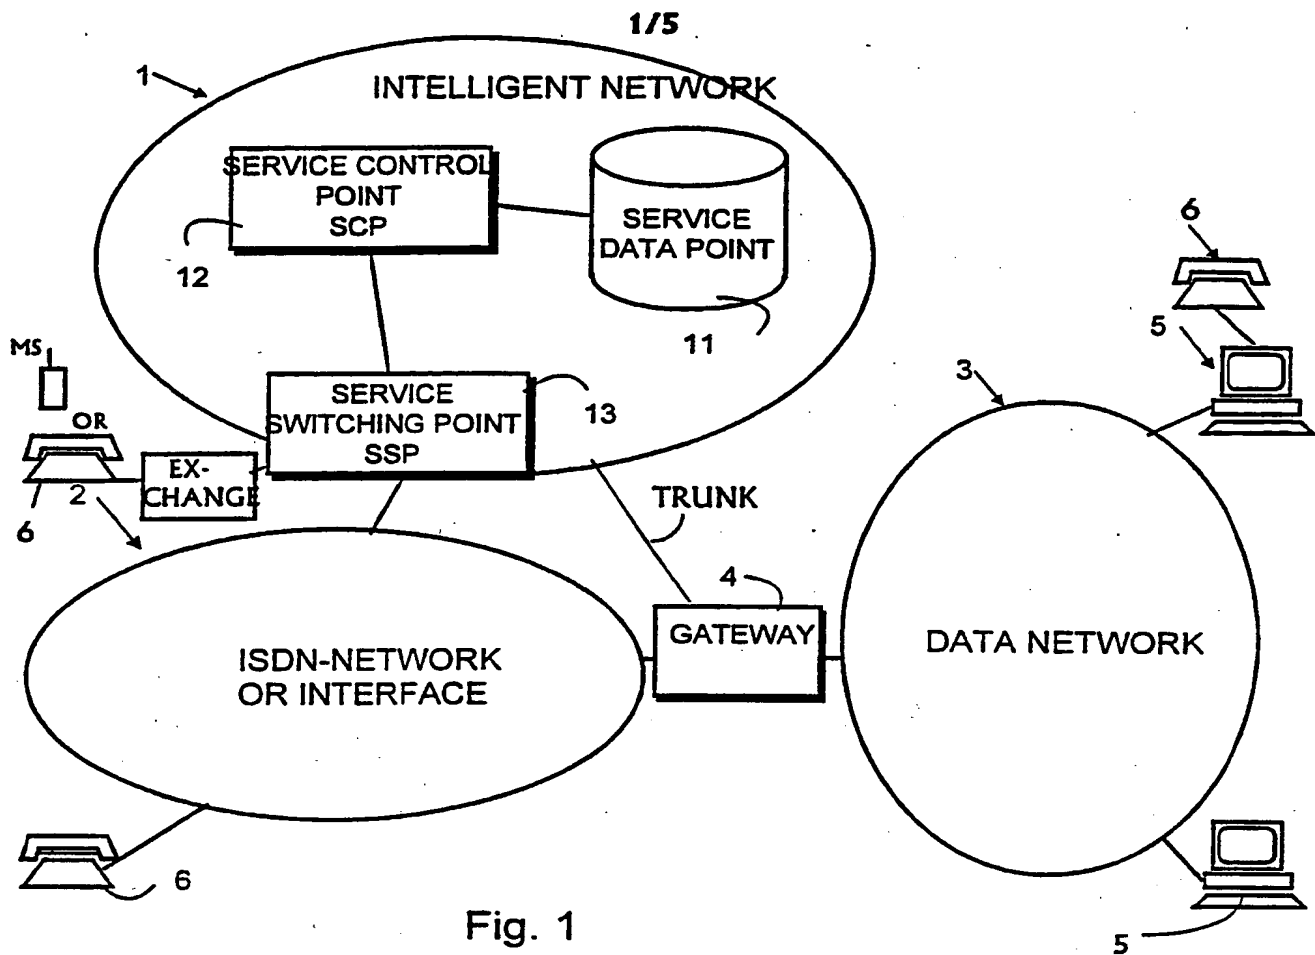 1/5
1
INTELLIGENT NETWORK
SERVICE CONTROL
POINT
SCP
12
SERVICE
DATA POINT
11
6
5
MS
OR
6
2
EX-
CHANGE
SERVICE
SWITCHING POINT
SSP
13
3
TRUNK
4
GATEWAY
DATA NETWORK
ISDN-NETWORK
OR INTERFACE
6
5
Fig. 1